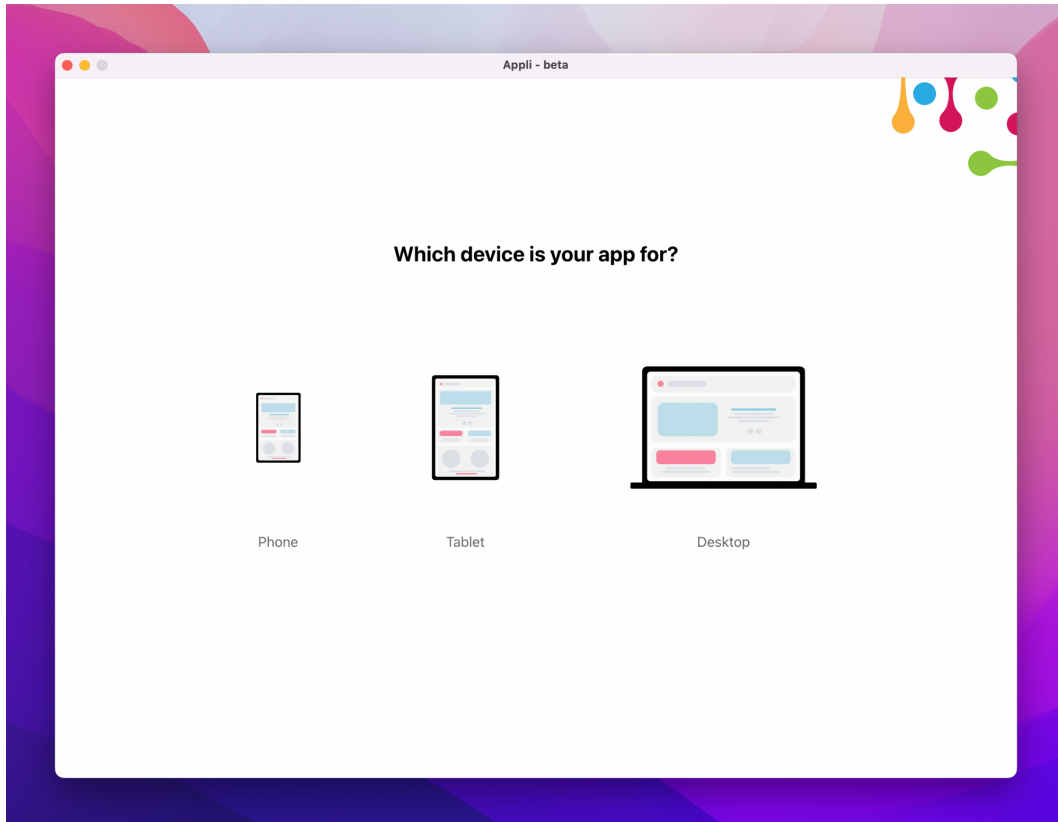 Appli - beta
Which device is your app for?
Phone
Tablet
Desktop